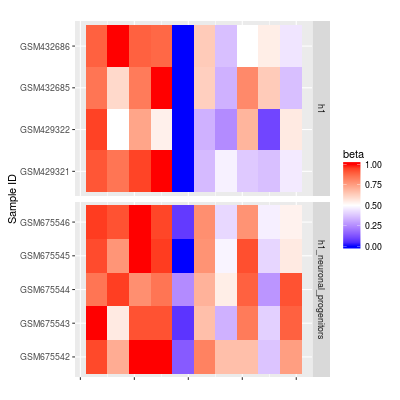 Sample ID
GSM432686
GSM432685
GSM429322
GSM429321
h1
GSM675546
GSM675545
GSM675544
GSM675543
GSM675542
h1_neuronal_progenitors
beta
1.00
0.75
0.50
0.25
0.00